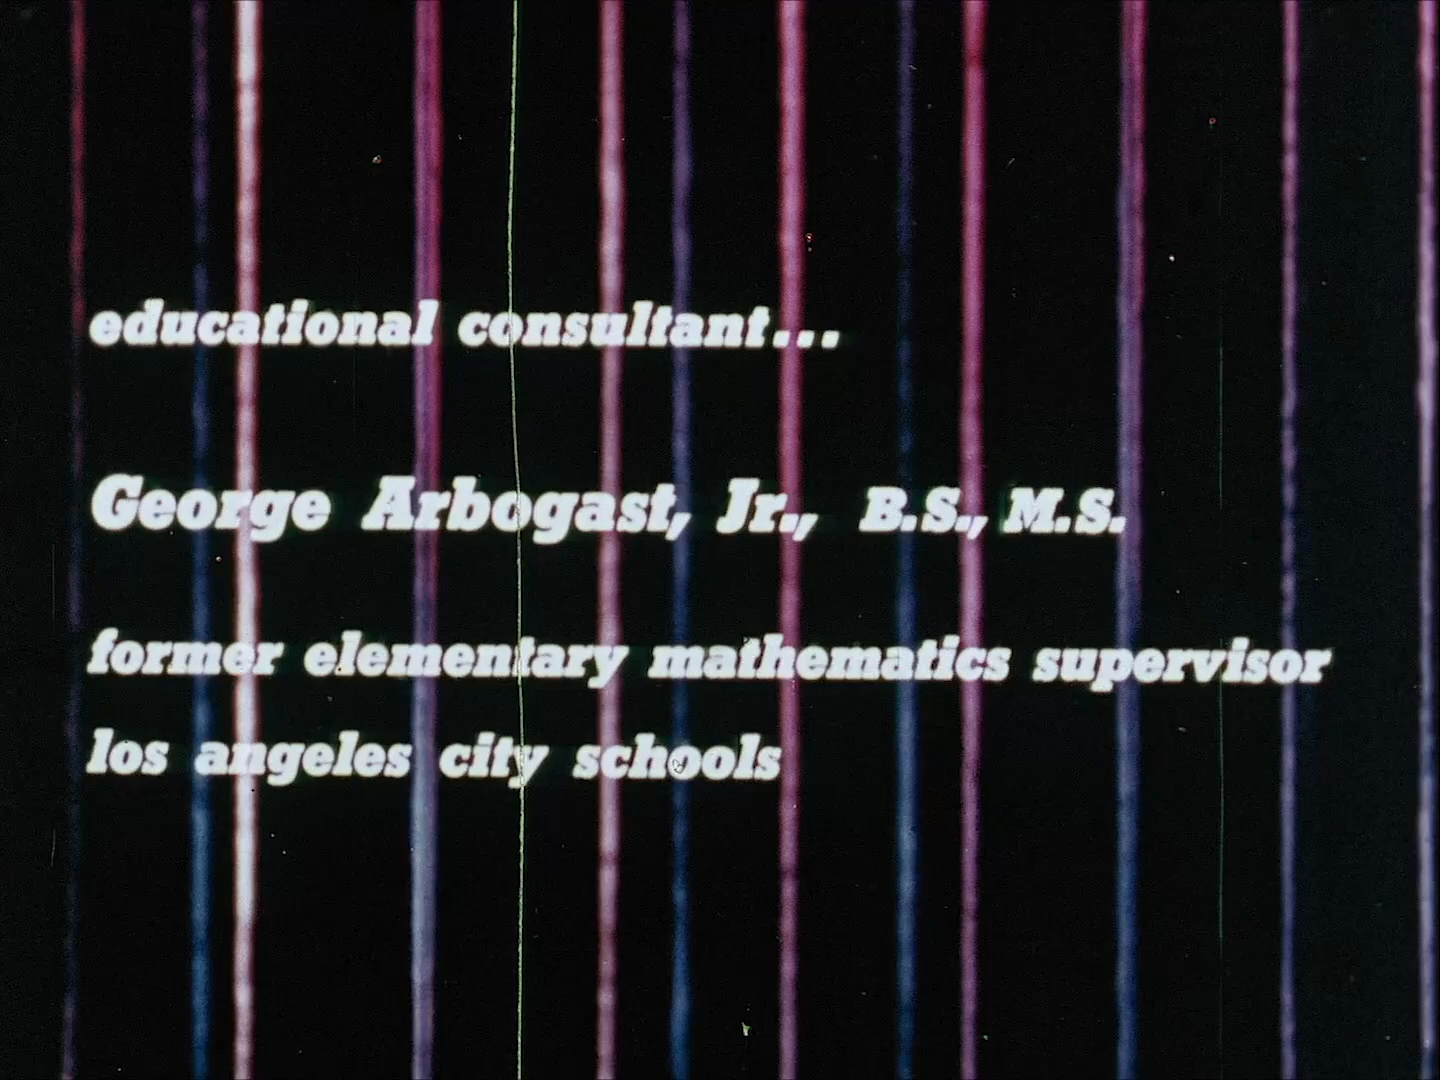 educational consultant...
George Arbogast, Jr., B.S., M.S.
former elementary mathematics supervisor
los angeles city schools